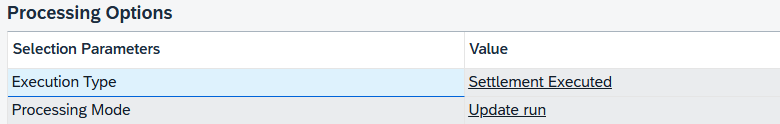 Processing Options
Selection Parameters Value
Execution Type Settlement Executed
Processing Mode Update run